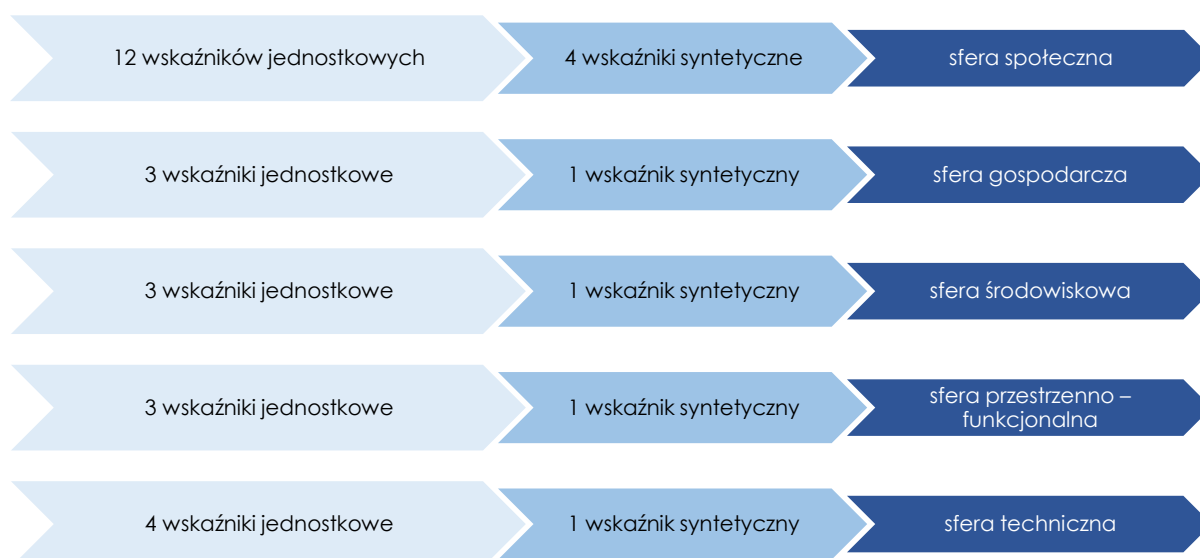 12 wskaźników jednostkowych
4 wskaźniki syntetyczne
sfera społeczna
3 wskaźniki jednostkowe
1 wskaźnik syntetyczny
sfera gospodarcza
3 wskaźniki jednostkowe
1 wskaźnik syntetyczny
sfera środowiskowa
3 wskaźniki jednostkowe
1 wskaźnik syntetyczny
sfera przestrzenno –
funkcjonalna
4 wskaźniki jednostkowe
1 wskaźnik syntetyczny
sfera techniczna